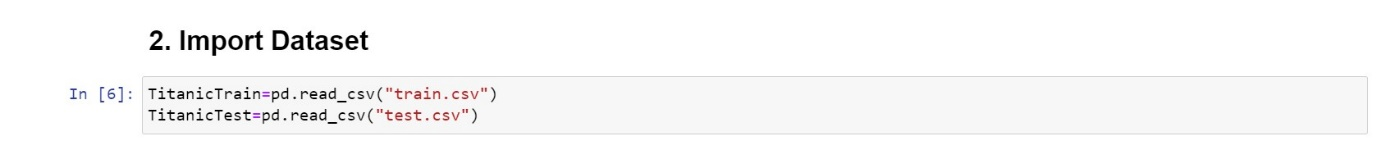 2. Import Dataset
In [6]: TitanicTrain=pd.read_csv("train.csv")
TitanicTest=pd.read_csv("test.csv")